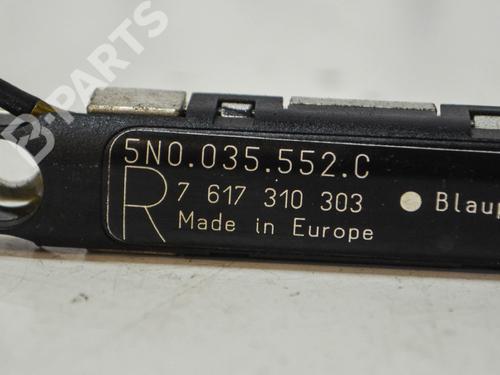 B-PARTS
5N0.035.552.C
R 7 617 310 303
Made in Europe
Blaup